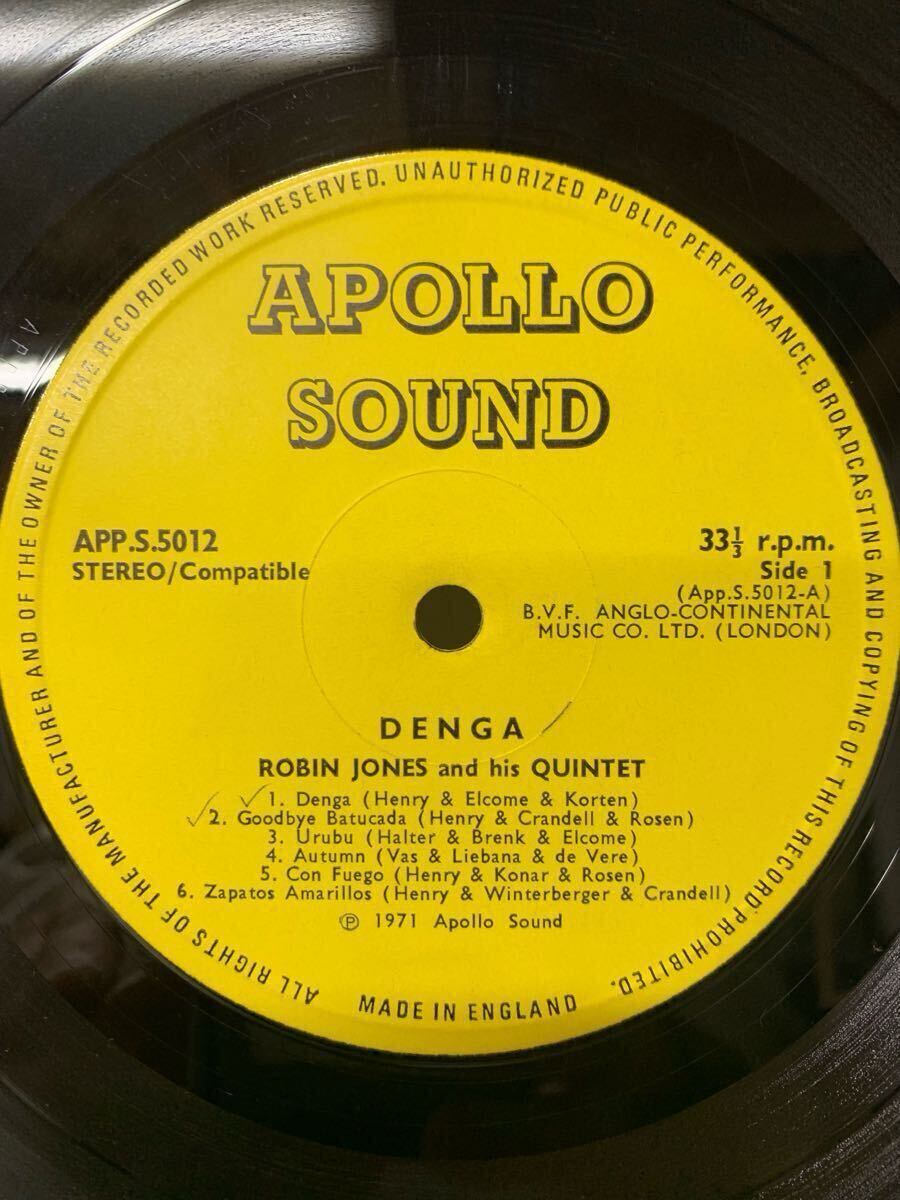 ALL RIGHTS OF THE MANUFACTURER AND OF THE OWNER OF THE RECORDED WORK RESERVED. UNAUTHORIZED PUBLIC PERFORMANCE, BROADCASTING AND COPYING OF THIS RECORD PROHIBITED.
APOLLO
SOUND
APP.S.5012
STEREO/Compatible
33⅓ r.p.m.
Side 1
(App.S.5012-A)
B.V.F. ANGLO-CONTINENTAL
MUSIC CO. LTD. (LONDON)
DENGA
ROBIN JONES and his QUINTET
✓ 1. Denga (Henry & Elcome & Korten)
✓ 2. Goodbye Batucada (Henry & Crandell & Rosen)
3. Urubu (Halter & Brenk & Elcome)
4. Autumn (Vas & Liebana & de Vere)
5. Con Fuego (Henry & Konar & Rosen)
6. Zapatos Amarillos (Henry & Winterberger & Crandell)
℗ 1971 Apollo Sound
MADE IN ENGLAND